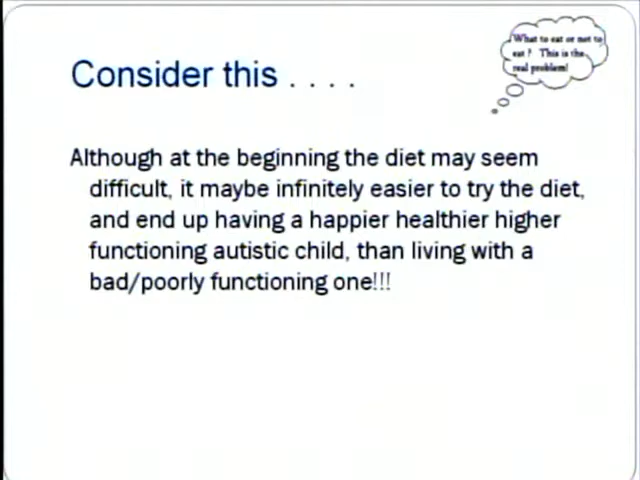 Consider this . . . .
What to eat or not to
eat ? This is the
real problem!
Although at the beginning the diet may seem
difficult, it maybe infinitely easier to try the diet,
and end up having a happier healthier higher
functioning autistic child, than living with a
bad/poorly functioning one!!!